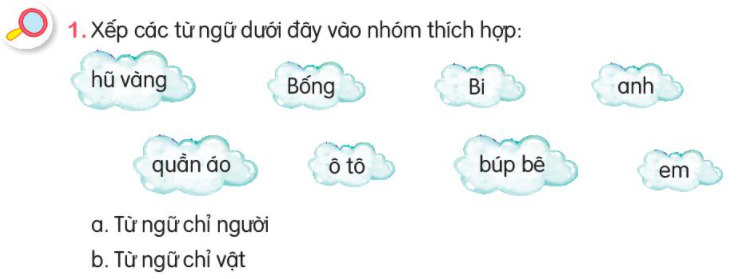 1. Xếp các từ ngữ dưới đây vào nhóm thích hợp:
hũ vàng Bống Bi anh
quần áo ô tô búp bê em
a. Từ ngữ chỉ người
b. Từ ngữ chỉ vật